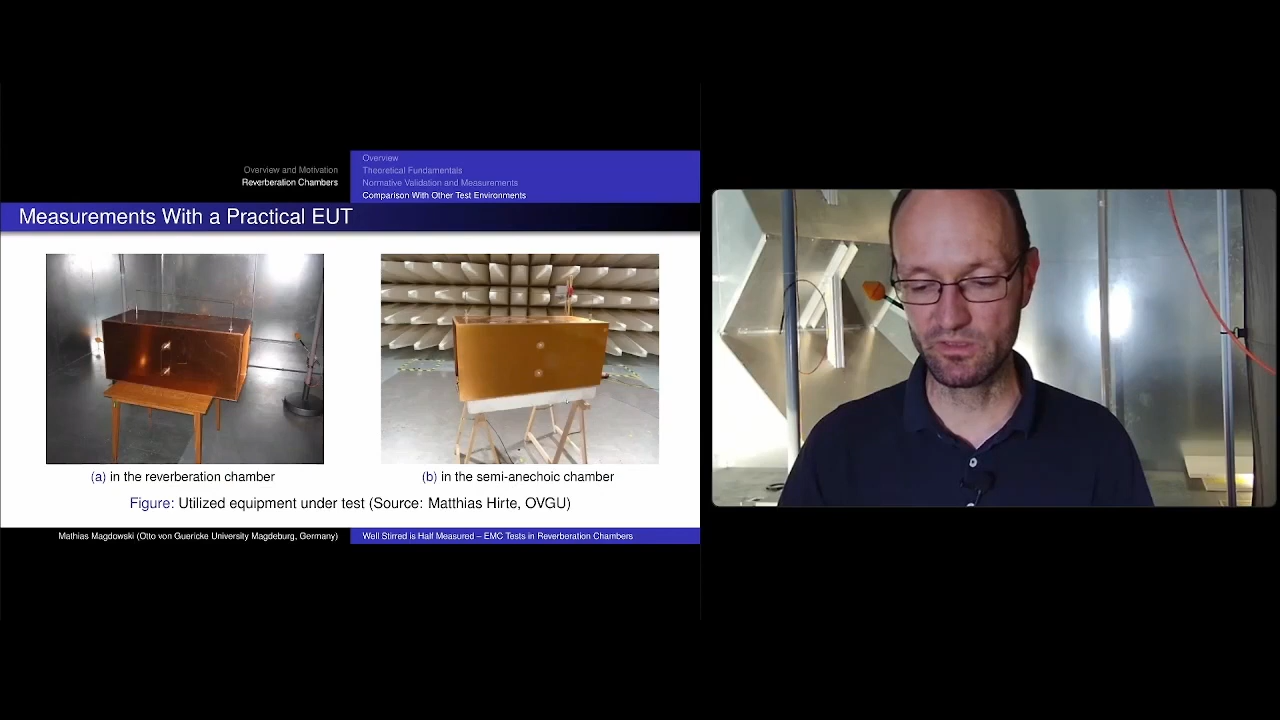 Overview and Motivation
Reverberation Chambers
Overview
Theoretical Fundamentals
Normative Validation and Measurements
Comparison With Other Test Environments
Measurements With a Practical EUT
(a) in the reverberation chamber
(b) in the semi-anechoic chamber
Figure: Utilized equipment under test (Source: Matthias Hirte, OVGU)
Mathias Magdowski (Otto von Guericke University Magdeburg, Germany)
Well Stirred is Half Measured – EMC Tests in Reverberation Chambers